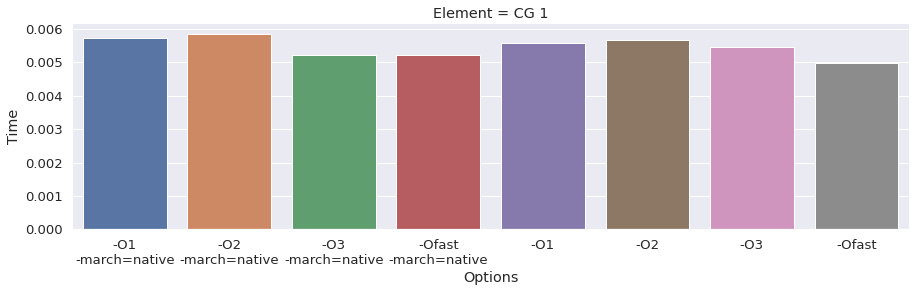 Element = CG 1
0.006
0.005
0.004
0.003
0.002
0.001
0.000
Time
-O1
-march=native
-O2
-march=native
-O3
-march=native
-Ofast
-march=native
-O1
-O2
-O3
-Ofast
Options